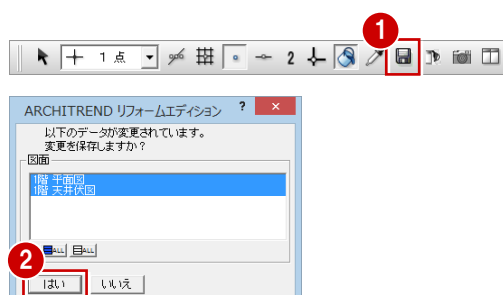 1
1 点
2
ARCHITREND リフォームエディション ? ×
以下のデータが変更されています。
変更を保存しますか？
図面
1階 平面図
1階 天井伏図
ALL ALL
2
はい いいえ